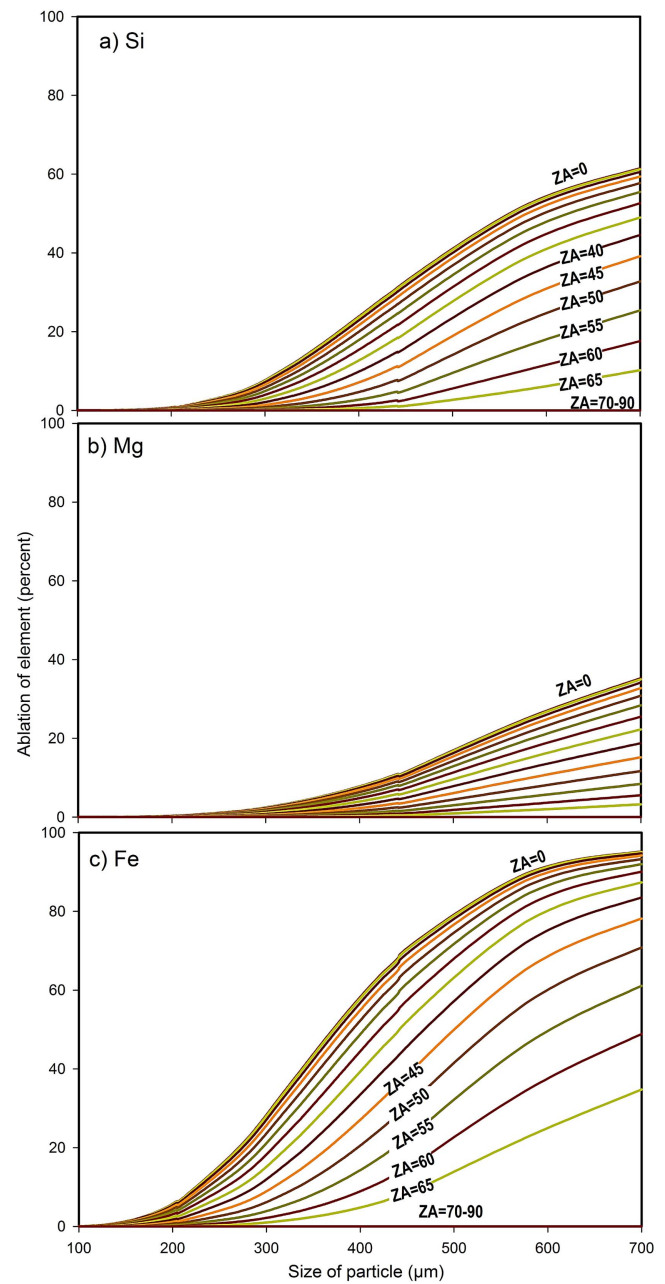 100
a) Si
80
ZA=0
60
ZA=40
40
ZA=45
ZA=50
20
ZA=55
ZA=60
ZA=65
0
ZA=70-90
100
b) Mg
80
60
40
ZA=0
20
0
100
c) Fe
ZA=0
80
60
40
ZA=45
ZA=50
20
ZA=55
ZA=60
ZA=65
ZA=70-90
0
100 200 300 400 500 600 700
Size of particle (µm)
Ablation of element (percent)